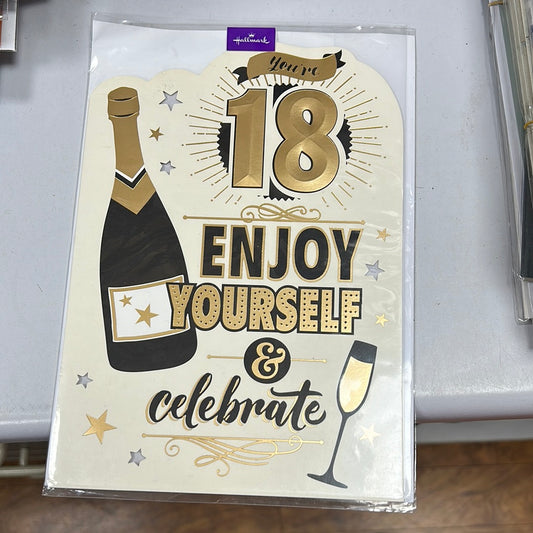 Hallmark
You're
18
ENJOY
YOURSELF
&
celebrate